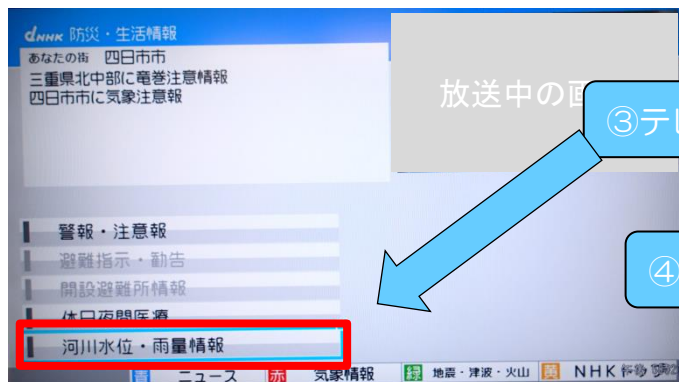 dNHK 防災・生活情報
あなたの街 四日市市
三重県北中部に竜巻注意情報
四日市市に気象注意報
放送中の画
③テレ
④
警報・注意報
避難指示・勧告
開設避難所情報
休日夜間医療
河川水位・雨量情報
青 ニュース 赤 気象情報 緑 地震・津波・火山 黄 NHK